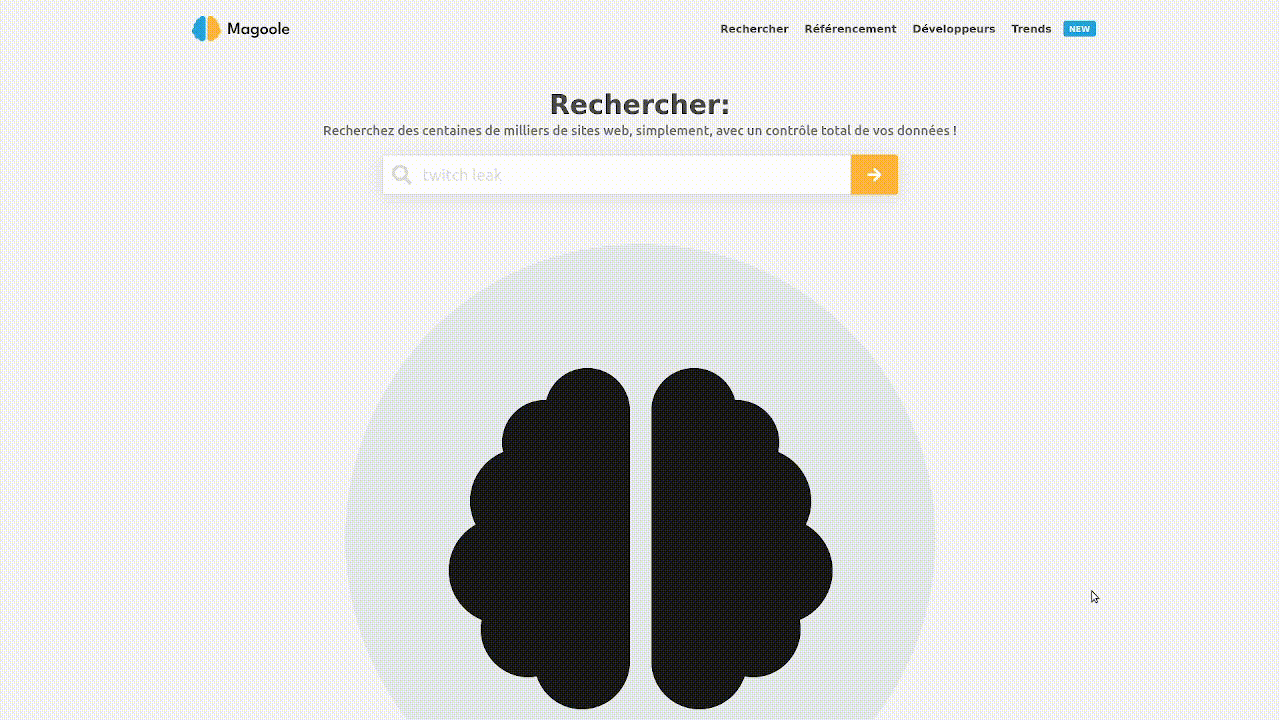 Magoole
Rechercher Référencement Développeurs Trends NEW
Rechercher:
Recherchez des centaines de milliers de sites web, simplement, avec un contrôle total de vos données !
twitch leak